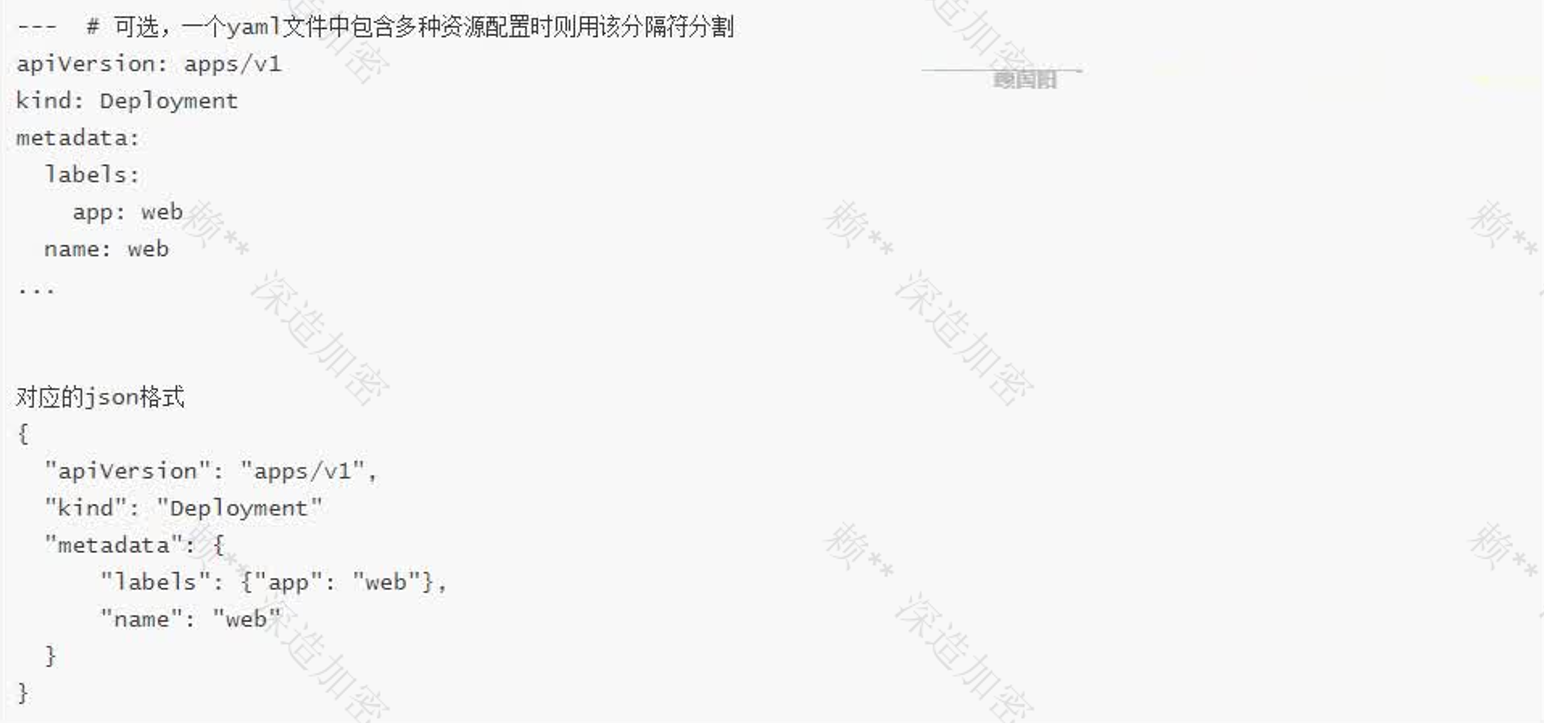 ---  # 可选，一个yaml文件中包含多种资源配置时则用该分隔符分割
apiVersion: apps/v1
kind: Deployment
metadata:
  labels:
    app: web
  name: web
...
对应的json格式
{
  "apiVersion": "apps/v1",
  "kind": "Deployment"
  "metadata": {
      "labels": {"app": "web"},
      "name": "web"
  }
}
赖** 深造加密
赖** 深造加密
赖**
赖** 深造加密
赖** 深造加密
赖**